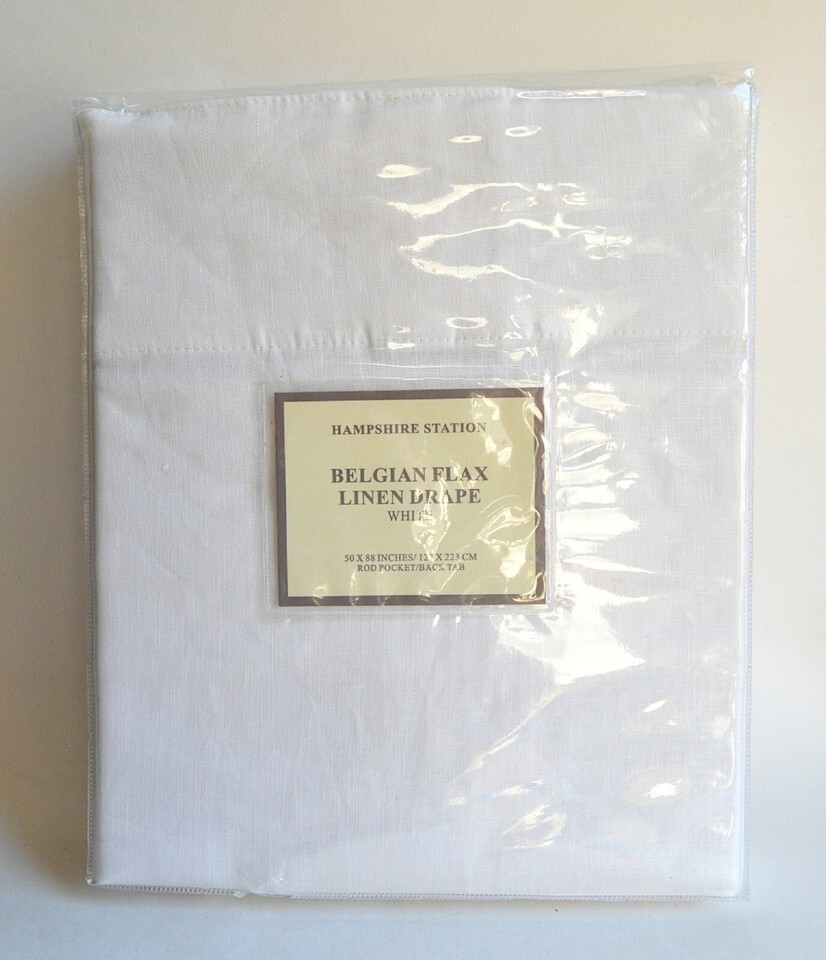 HAMPSHIRE STATION
BELGIAN FLAX
LINEN DRAPE
WHITE
50 X 88 INCHES/ 127 X 223 CM
ROD POCKET/BACK TAB